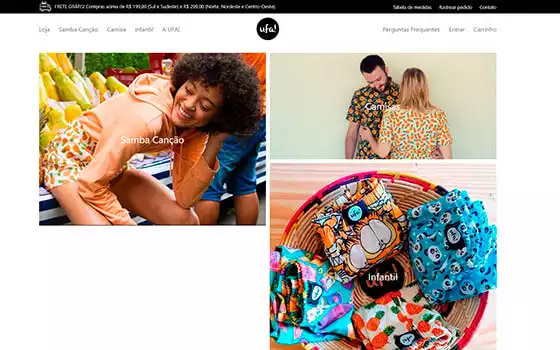 FRETE GRÁTIS: Compras acima de R$ 199,00 (Sul e Sudeste) e R$ 299,00 (Norte, Nordeste e Centro-Oeste).
Tabela de medidas Rastrear pedido Contato
Loja Samba Canção Camisa Infantil A UFA!
ufa!
Perguntas Frequentes Entrar Carrinho
Samba Canção
Camisas
Infantil
ufa!